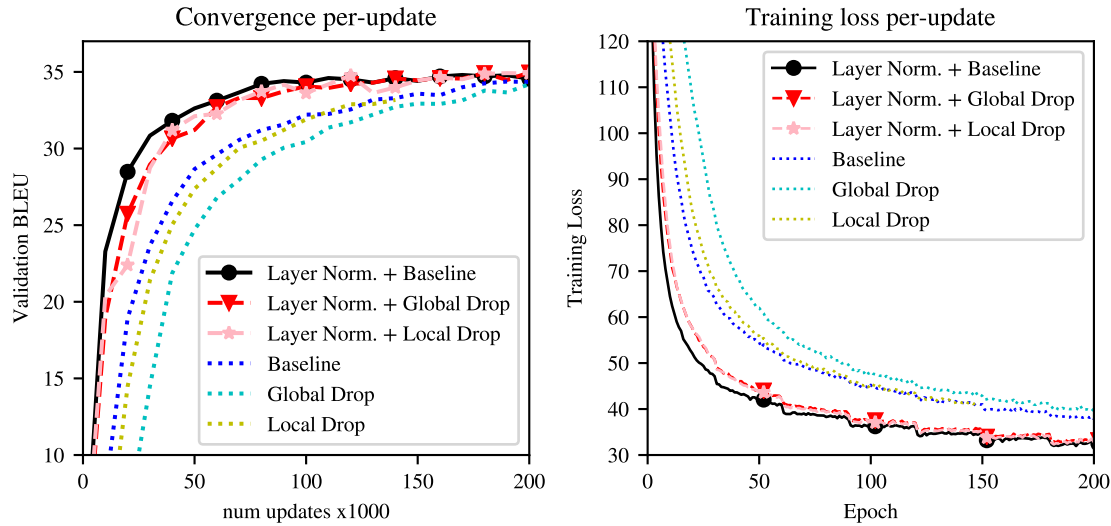 Convergence per-update
Validation BLEU
35
30
25
20
15
10
0
50
100
150
200
num updates x1000
Layer Norm. + Baseline
Layer Norm. + Global Drop
Layer Norm. + Local Drop
Baseline
Global Drop
Local Drop
Training loss per-update
Training Loss
120
110
100
90
80
70
60
50
40
30
0
50
100
150
200
Epoch
Layer Norm. + Baseline
Layer Norm. + Global Drop
Layer Norm. + Local Drop
Baseline
Global Drop
Local Drop